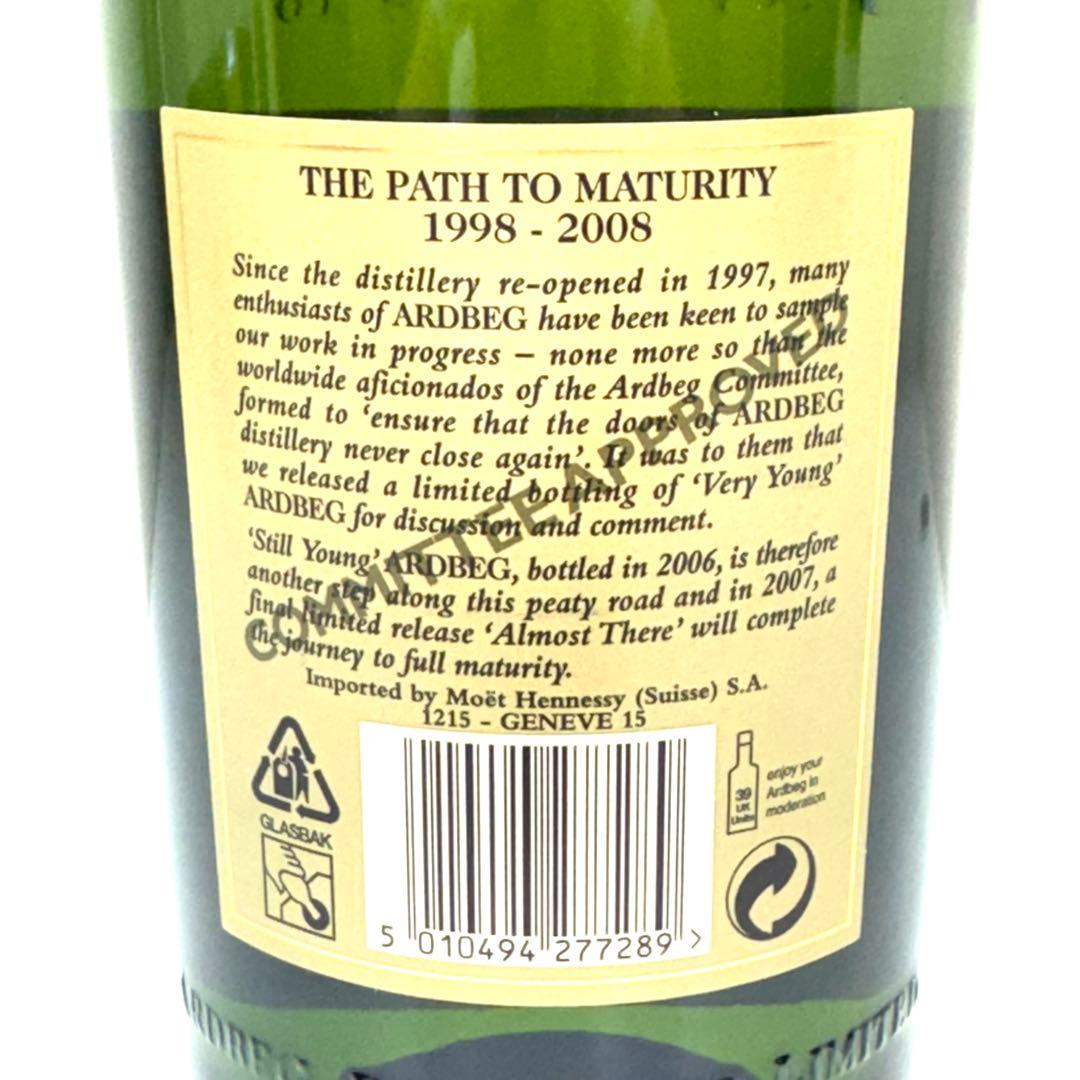 THE PATH TO MATURITY
1998 - 2008
Since the distillery re-opened in 1997, many
enthusiasts of ARDBEG have been keen to sample
our work in progress – none more so than the
worldwide aficionados of the Ardbeg Committee,
formed to ‘ensure that the doors of ARDBEG
distillery never close again’. It was to them that
we released a limited bottling of ‘Very Young’
ARDBEG for discussion and comment.
‘Still Young’ ARDBEG, bottled in 2006, is therefore
another step along this peaty road and in 2007, a
final limited release ‘Almost There’ will complete
the journey to full maturity.
COMMITTEE APPROVED
Imported by Moët Hennessy (Suisse) S.A.
1215 - GENEVE 15
GLASBAK
39
UK
Units
enjoy your
Ardbeg in
moderation
5 010494 277289 >
ARDBEG
LIMITED